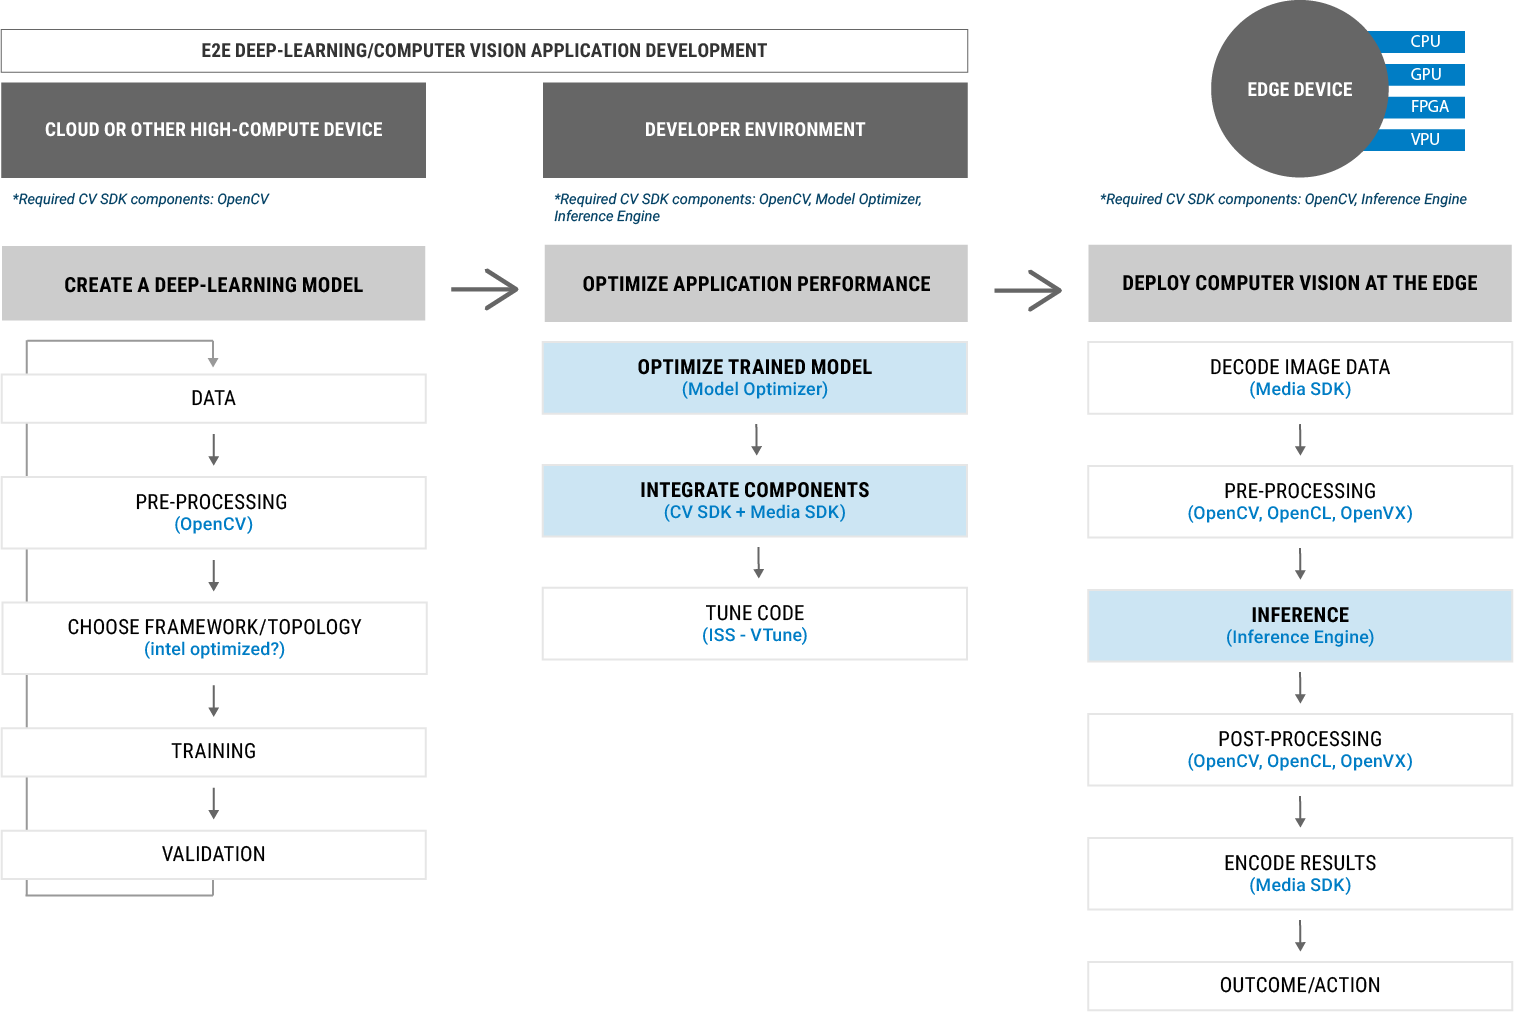 E2E DEEP-LEARNING/COMPUTER VISION APPLICATION DEVELOPMENT
CLOUD OR OTHER HIGH-COMPUTE DEVICE
*Required CV SDK components: OpenCV
CREATE A DEEP-LEARNING MODEL
DATA
PRE-PROCESSING
(OpenCV)
CHOOSE FRAMEWORK/TOPOLOGY
(intel optimized?)
TRAINING
VALIDATION
DEVELOPER ENVIRONMENT
*Required CV SDK components: OpenCV, Model Optimizer,
Inference Engine
OPTIMIZE APPLICATION PERFORMANCE
OPTIMIZE TRAINED MODEL
(Model Optimizer)
INTEGRATE COMPONENTS
(CV SDK + Media SDK)
TUNE CODE
(ISS - VTune)
EDGE DEVICE
CPU
GPU
FPGA
VPU
*Required CV SDK components: OpenCV, Inference Engine
DEPLOY COMPUTER VISION AT THE EDGE
DECODE IMAGE DATA
(Media SDK)
PRE-PROCESSING
(OpenCV, OpenCL, OpenVX)
INFERENCE
(Inference Engine)
POST-PROCESSING
(OpenCV, OpenCL, OpenVX)
ENCODE RESULTS
(Media SDK)
OUTCOME/ACTION